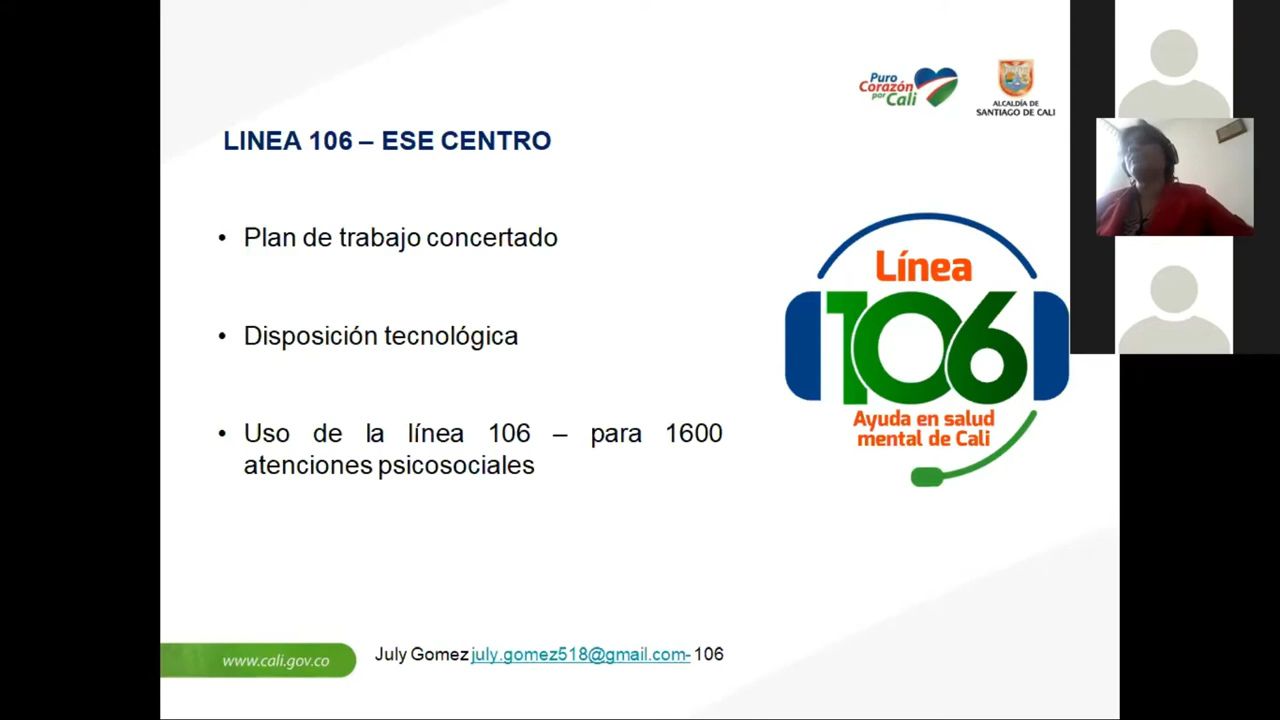 Puro
Corazón
por Cali
ALCALDÍA DE
SANTIAGO DE CALI
LINEA 106 – ESE CENTRO
• Plan de trabajo concertado
• Disposición tecnológica
• Uso de la línea 106 – para 1600
atenciones psicosociales
Línea
106
Ayuda en salud
mental de Cali
www.cali.gov.co
July Gomez july.gomez518@gmail.com- 106